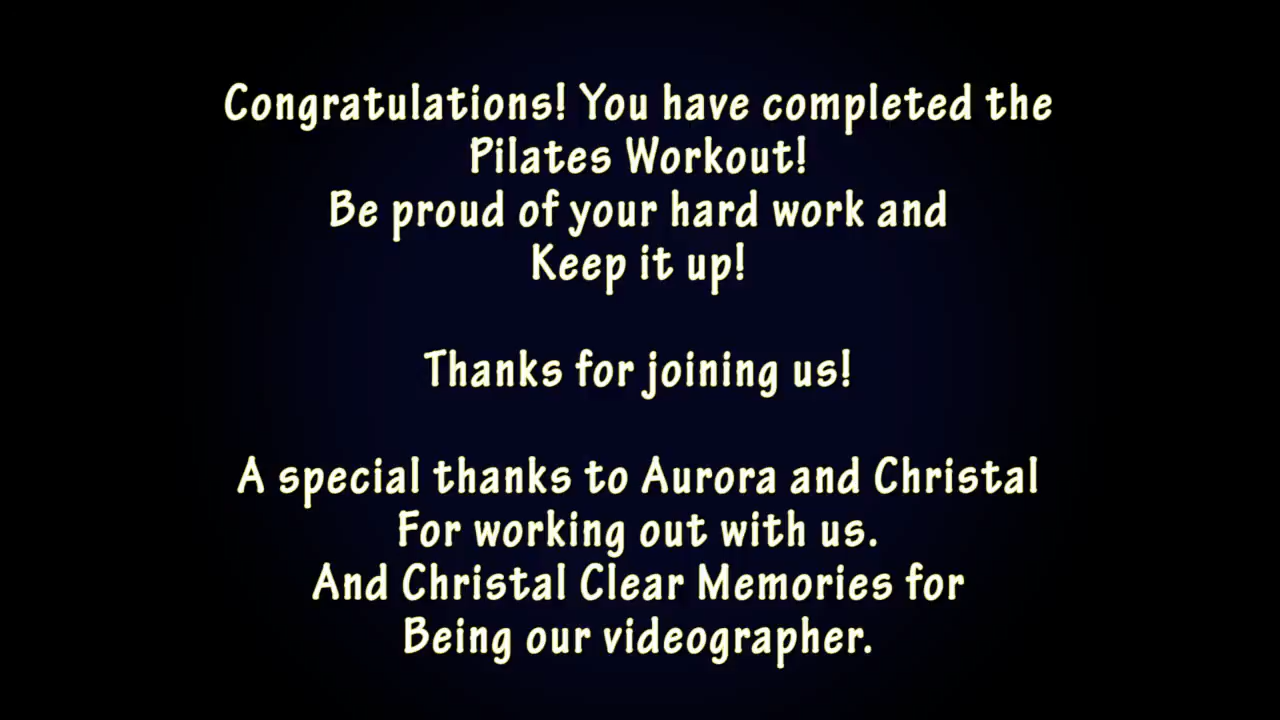 Congratulations! You have completed the
Pilates Workout!
Be proud of your hard work and
Keep it up!
Thanks for joining us!
A special thanks to Aurora and Christal
For working out with us.
And Christal Clear Memories for
Being our videographer.